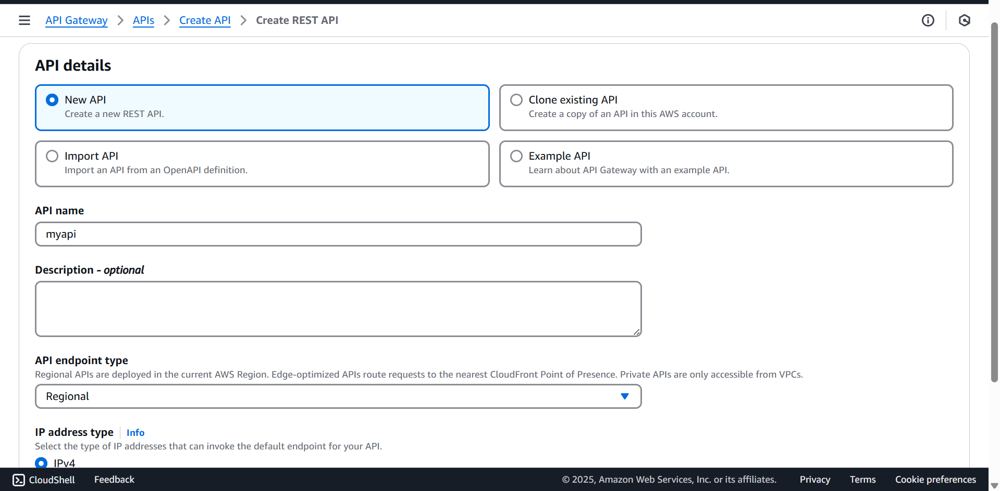 API Gateway > APIs > Create API > Create REST API
API details
New API
Create a new REST API.
Clone existing API
Create a copy of an API in this AWS account.
Import API
Import an API from an OpenAPI definition.
Example API
Learn about API Gateway with an example API.
API name
myapi
Description - optional
API endpoint type
Regional APIs are deployed in the current AWS Region. Edge-optimized APIs route requests to the nearest CloudFront Point of Presence. Private APIs are only accessible from VPCs.
Regional
IP address type Info
Select the type of IP addresses that can invoke the default endpoint for your API.
IPv4
CloudShell Feedback © 2025, Amazon Web Services, Inc. or its affiliates. Privacy Terms Cookie preferences